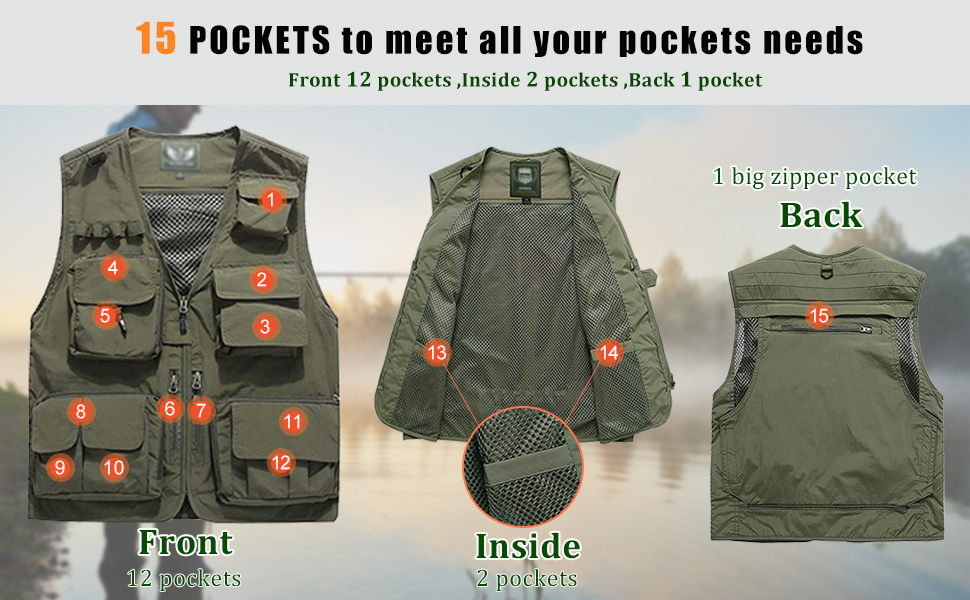 15 POCKETS to meet all your pockets needs
Front 12 pockets ,Inside 2 pockets ,Back 1 pocket
1
2
3
4
5
6
7
8
9
10
11
12
Front
12 pockets
13
14
Inside
2 pockets
1 big zipper pocket
Back
15